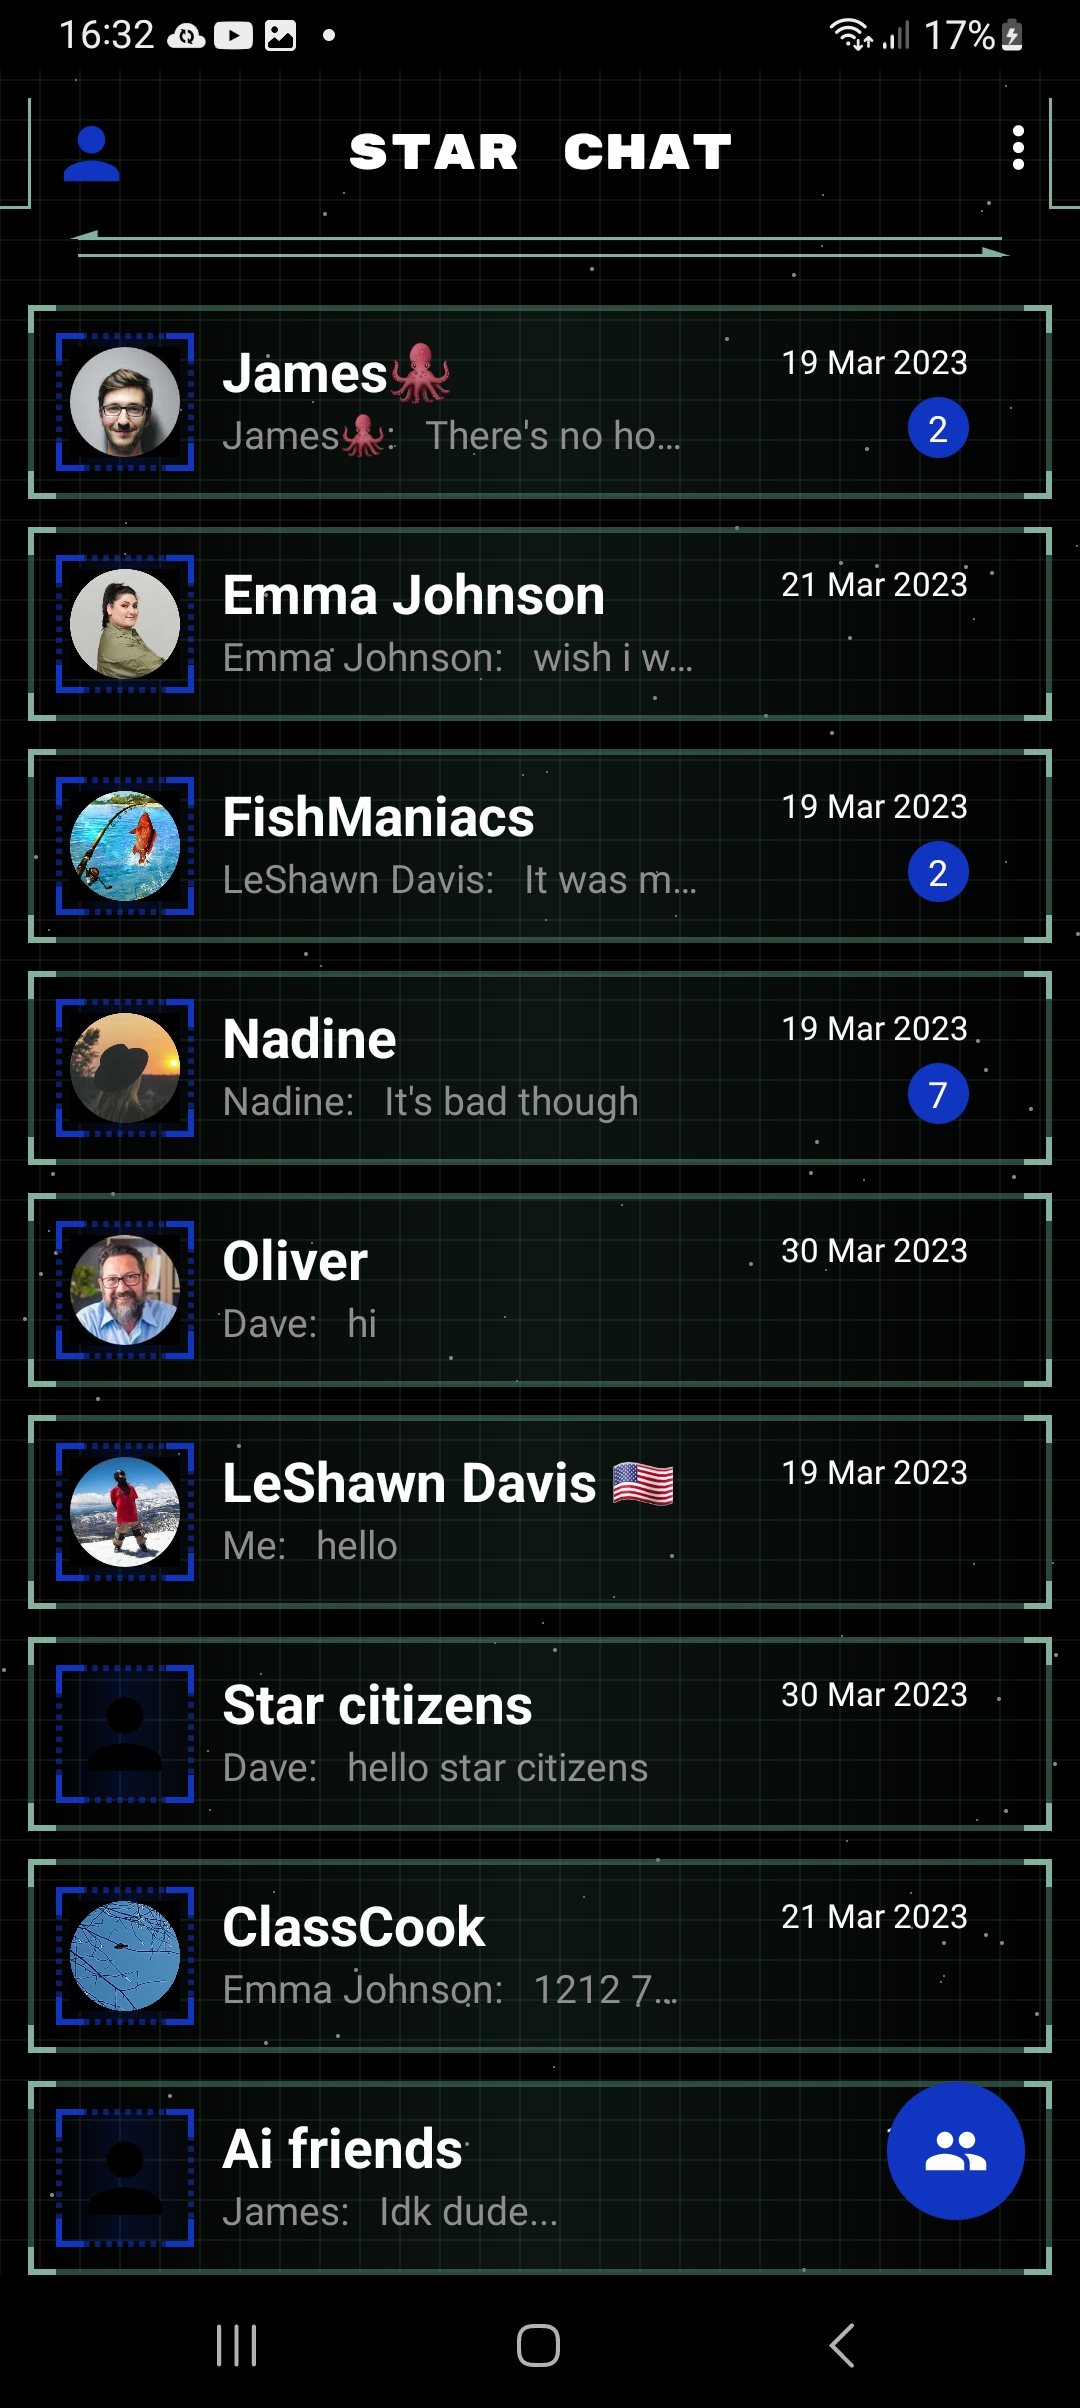 16:32 17%
STAR CHAT
James🐙 19 Mar 2023
James🐙: There's no ho... 2
Emma Johnson 21 Mar 2023
Emma Johnson: wish i w...
FishManiacs 19 Mar 2023
LeShawn Davis: It was m... 2
Nadine 19 Mar 2023
Nadine: It's bad though 7
Oliver 30 Mar 2023
Dave: hi
LeShawn Davis 🇺🇸 19 Mar 2023
Me: hello
Star citizens 30 Mar 2023
Dave: hello star citizens
ClassCook 21 Mar 2023
Emma Johnson: 1212 7...
Ai friends
James: Idk dude...